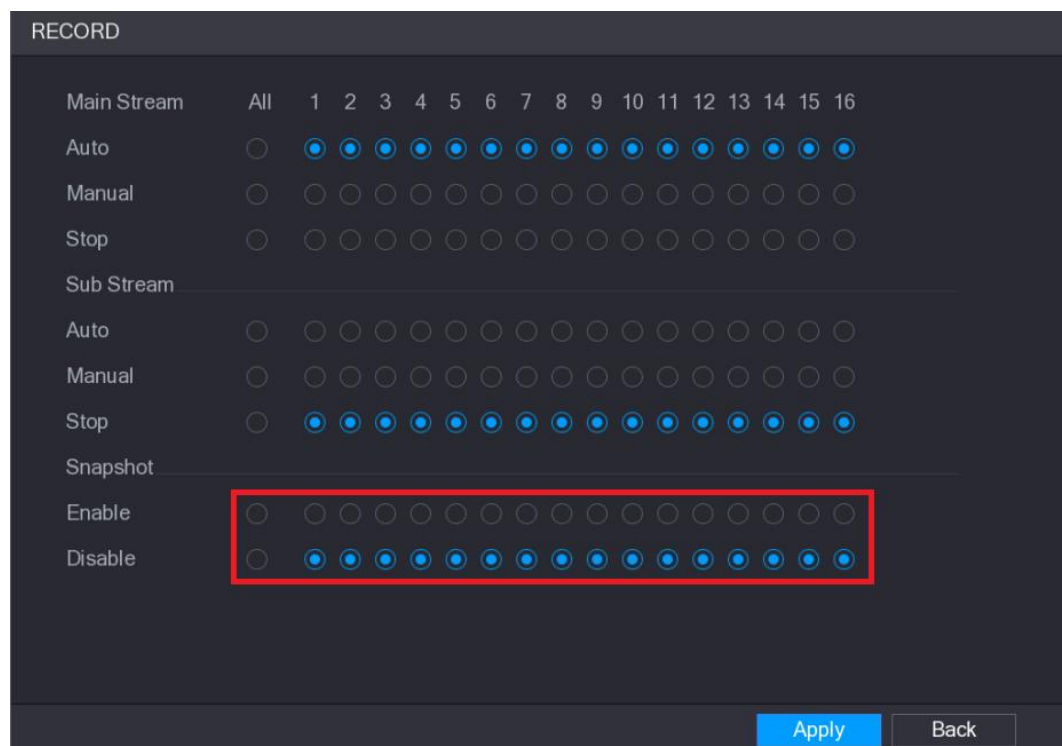 RECORD
Main Stream All 1 2 3 4 5 6 7 8 9 10 11 12 13 14 15 16
Auto
Manual
Stop
Sub Stream
Auto
Manual
Stop
Snapshot
Enable
Disable
Apply Back